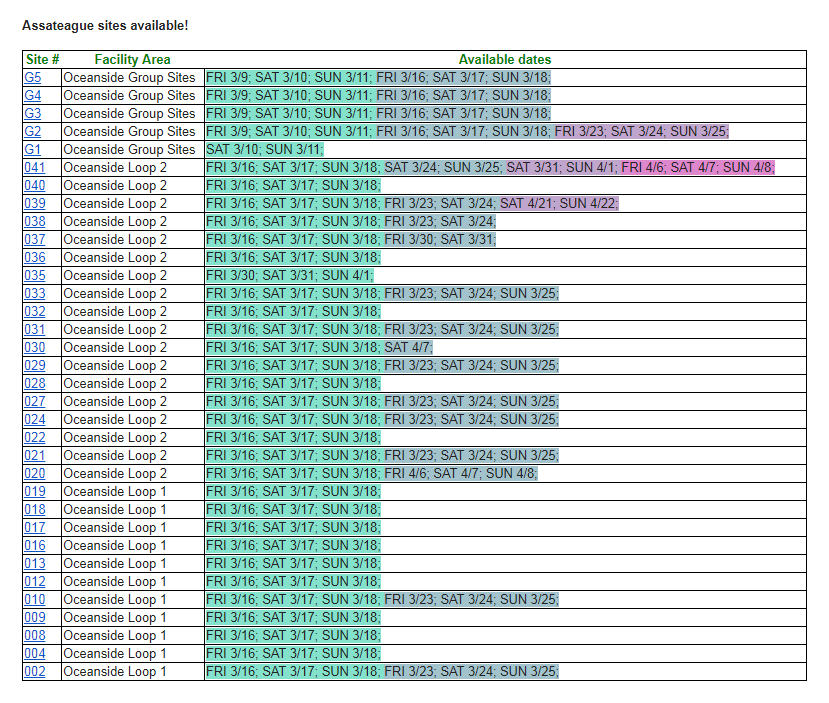 Assateague sites available!
Site # Facility Area Available dates
G5 Oceanside Group Sites FRI 3/9; SAT 3/10; SUN 3/11; FRI 3/16; SAT 3/17; SUN 3/18;
G4 Oceanside Group Sites FRI 3/9; SAT 3/10; SUN 3/11; FRI 3/16; SAT 3/17; SUN 3/18;
G3 Oceanside Group Sites FRI 3/9; SAT 3/10; SUN 3/11; FRI 3/16; SAT 3/17; SUN 3/18;
G2 Oceanside Group Sites FRI 3/9; SAT 3/10; SUN 3/11; FRI 3/16; SAT 3/17; SUN 3/18; FRI 3/23; SAT 3/24; SUN 3/25;
G1 Oceanside Group Sites SAT 3/10; SUN 3/11;
041 Oceanside Loop 2 FRI 3/16; SAT 3/17; SUN 3/18; SAT 3/24; SUN 3/25; SAT 3/31; SUN 4/1; FRI 4/6; SAT 4/7; SUN 4/8;
040 Oceanside Loop 2 FRI 3/16; SAT 3/17; SUN 3/18;
039 Oceanside Loop 2 FRI 3/16; SAT 3/17; SUN 3/18; FRI 3/23; SAT 3/24; SAT 4/21; SUN 4/22;
038 Oceanside Loop 2 FRI 3/16; SAT 3/17; SUN 3/18; FRI 3/23; SAT 3/24;
037 Oceanside Loop 2 FRI 3/16; SAT 3/17; SUN 3/18; FRI 3/30; SAT 3/31;
036 Oceanside Loop 2 FRI 3/16; SAT 3/17; SUN 3/18;
035 Oceanside Loop 2 FRI 3/30; SAT 3/31; SUN 4/1;
033 Oceanside Loop 2 FRI 3/16; SAT 3/17; SUN 3/18; FRI 3/23; SAT 3/24; SUN 3/25;
032 Oceanside Loop 2 FRI 3/16; SAT 3/17; SUN 3/18;
031 Oceanside Loop 2 FRI 3/16; SAT 3/17; SUN 3/18; FRI 3/23; SAT 3/24; SUN 3/25;
030 Oceanside Loop 2 FRI 3/16; SAT 3/17; SUN 3/18; SAT 4/7;
029 Oceanside Loop 2 FRI 3/16; SAT 3/17; SUN 3/18; FRI 3/23; SAT 3/24; SUN 3/25;
028 Oceanside Loop 2 FRI 3/16; SAT 3/17; SUN 3/18;
027 Oceanside Loop 2 FRI 3/16; SAT 3/17; SUN 3/18; FRI 3/23; SAT 3/24; SUN 3/25;
024 Oceanside Loop 2 FRI 3/16; SAT 3/17; SUN 3/18; FRI 3/23; SAT 3/24; SUN 3/25;
022 Oceanside Loop 2 FRI 3/16; SAT 3/17; SUN 3/18;
021 Oceanside Loop 2 FRI 3/16; SAT 3/17; SUN 3/18; FRI 3/23; SAT 3/24; SUN 3/25;
020 Oceanside Loop 2 FRI 3/16; SAT 3/17; SUN 3/18; FRI 4/6; SAT 4/7; SUN 4/8;
019 Oceanside Loop 1 FRI 3/16; SAT 3/17; SUN 3/18;
018 Oceanside Loop 1 FRI 3/16; SAT 3/17; SUN 3/18;
017 Oceanside Loop 1 FRI 3/16; SAT 3/17; SUN 3/18;
016 Oceanside Loop 1 FRI 3/16; SAT 3/17; SUN 3/18;
013 Oceanside Loop 1 FRI 3/16; SAT 3/17; SUN 3/18;
012 Oceanside Loop 1 FRI 3/16; SAT 3/17; SUN 3/18;
010 Oceanside Loop 1 FRI 3/16; SAT 3/17; SUN 3/18; FRI 3/23; SAT 3/24; SUN 3/25;
009 Oceanside Loop 1 FRI 3/16; SAT 3/17; SUN 3/18;
008 Oceanside Loop 1 FRI 3/16; SAT 3/17; SUN 3/18;
004 Oceanside Loop 1 FRI 3/16; SAT 3/17; SUN 3/18;
002 Oceanside Loop 1 FRI 3/16; SAT 3/17; SUN 3/18; FRI 3/23; SAT 3/24; SUN 3/25;